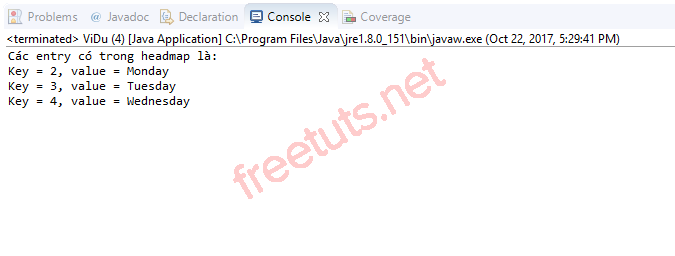 Problems @ Javadoc Declaration Console Coverage
<terminated> ViDu (4) [Java Application] C:\Program Files\Java\jre1.8.0_151\bin\javaw.exe (Oct 22, 2017, 5:29:41 PM)
Các entry có trong headmap là:
Key = 2, value = Monday
Key = 3, value = Tuesday
Key = 4, value = Wednesday
freetuts.net